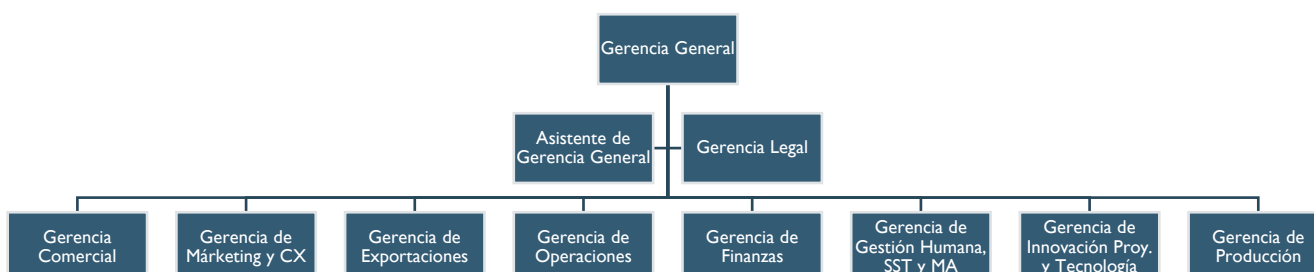 Gerencia General
Asistente de
Gerencia General
Gerencia Legal
Gerencia
Comercial
Gerencia de
Márketing y CX
Gerencia de
Exportaciones
Gerencia de
Operaciones
Gerencia de
Finanzas
Gerencia de
Gestión Humana,
SST y MA
Gerencia de
Innovación Proy.
y Tecnología
Gerencia de
Producción